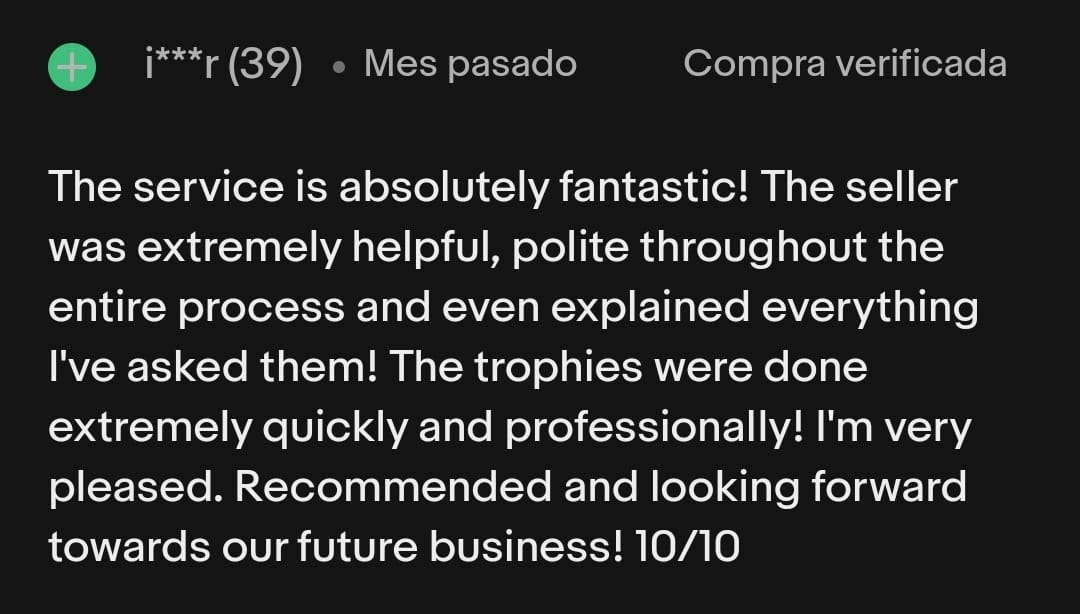 i***r (39) • Mes pasado Compra verificada
The service is absolutely fantastic! The seller
was extremely helpful, polite throughout the
entire process and even explained everything
I've asked them! The trophies were done
extremely quickly and professionally! I'm very
pleased. Recommended and looking forward
towards our future business! 10/10